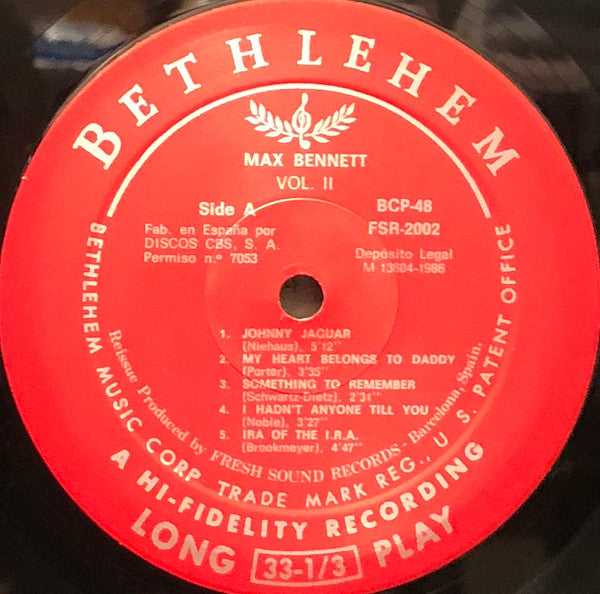 BETHLEHEM
MAX BENNETT
VOL. II
Side A
BCP-48
Fab. en España por
FSR-2002
DISCOS CBS, S. A.
Depósito Legal
Permiso n.º 7053
M 13604-1986
1. JOHNNY JAGUAR
(Niehaus), 5'12"
2. MY HEART BELONGS TO DADDY
(Porter), 3'35"
3. SOMETHING TO REMEMBER
(Schwartz-Dietz), 2'31"
4. I HADN'T ANYONE TILL YOU
(Noble), 3'27"
5. IRA OF THE I.R.A.
(Brookmeyer), 4'47"
Reissue Produced by FRESH SOUND RECORDS - Barcelona, Spain.
BETHLEHEM MUSIC CORP. TRADE MARK REG., U. S. PATENT OFFICE
A HI-FIDELITY RECORDING
LONG 33-1/3 PLAY